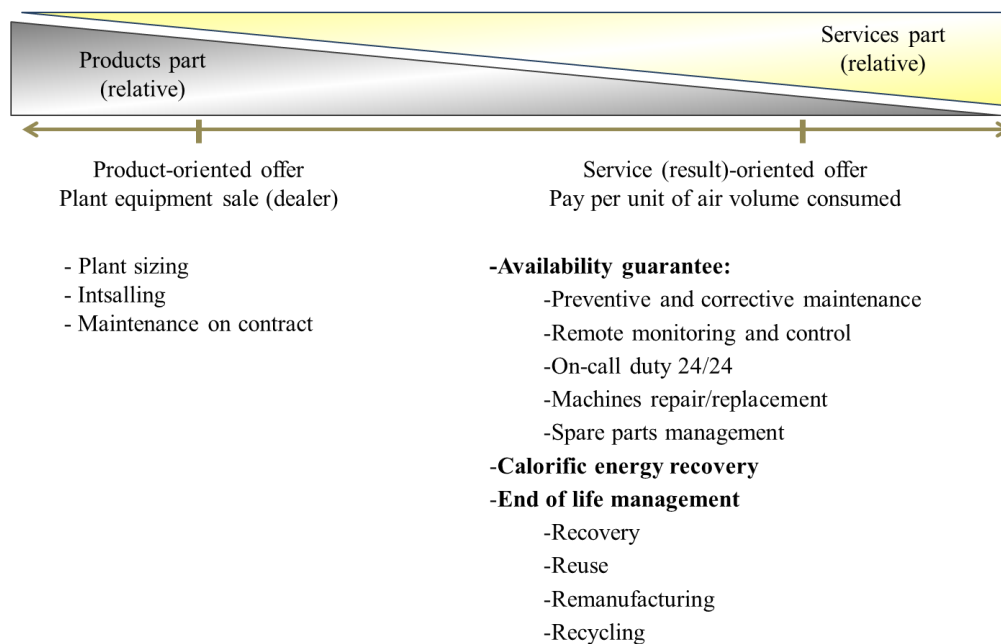 Products part
(relative)
Services part
(relative)
Product-oriented offer
Plant equipment sale (dealer)
- Plant sizing
- Intsalling
- Maintenance on contract
Service (result)-oriented offer
Pay per unit of air volume consumed
-Availability guarantee:
-Preventive and corrective maintenance
-Remote monitoring and control
-On-call duty 24/24
-Machines repair/replacement
-Spare parts management
-Calorific energy recovery
-End of life management
-Recovery
-Reuse
-Remanufacturing
-Recycling